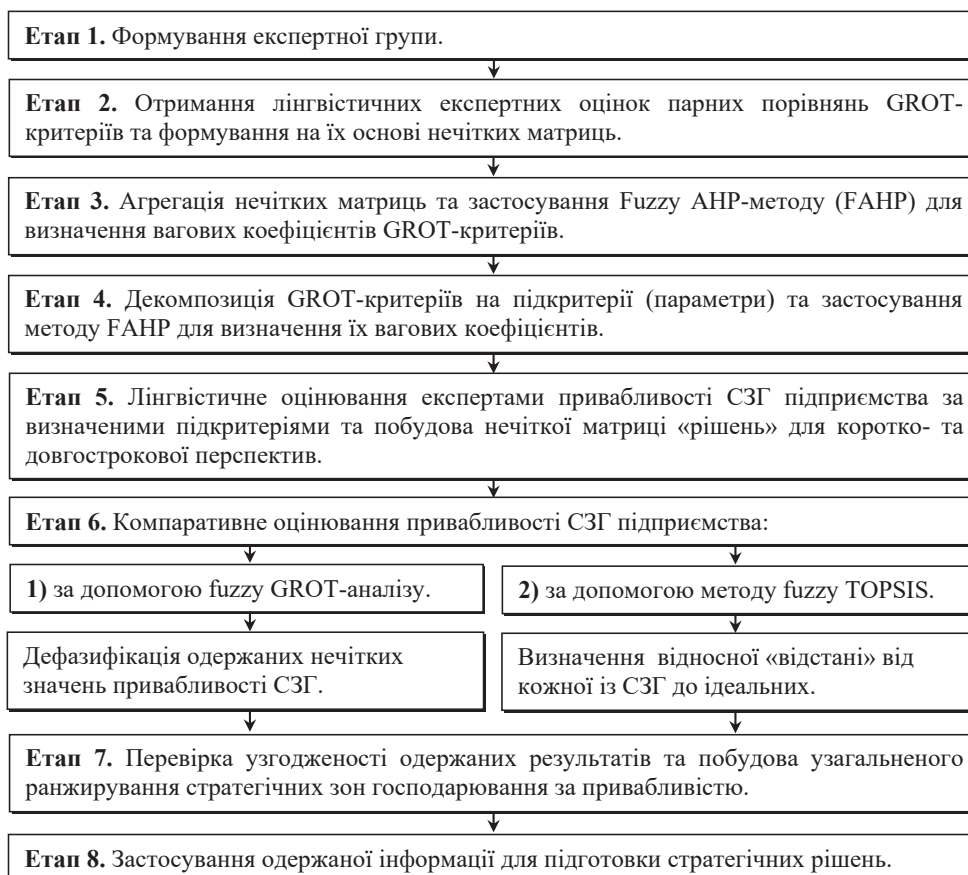 Етап 1. Формування експертної групи.
Етап 2. Отримання лінгвістичних експертних оцінок парних порівнянь GROT-
критеріїв та формування на їх основі нечітких матриць.
Етап 3. Агрегація нечітких матриць та застосування Fuzzy AHP-методу (FAHP) для
визначення вагових коефіцієнтів GROT-критеріїв.
Етап 4. Декомпозиція GROT-критеріїв на підкритерії (параметри) та застосування
методу FAHP для визначення їх вагових коефіцієнтів.
Етап 5. Лінгвістичне оцінювання експертами привабливості СЗГ підприємства за
визначеними підкритеріями та побудова нечіткої матриці «рішень» для коротко- та
довгострокової перспектив.
Етап 6. Компаративне оцінювання привабливості СЗГ підприємства:
1) за допомогою fuzzy GROT-аналізу.
Дефазифікація одержаних нечітких
значень привабливості СЗГ.
2) за допомогою методу fuzzy TOPSIS.
Визначення відносної «відстані» від
кожної із СЗГ до ідеальних.
Етап 7. Перевірка узгодженості одержаних результатів та побудова узагальненого
ранжирування стратегічних зон господарювання за привабливістю.
Етап 8. Застосування одержаної інформації для підготовки стратегічних рішень.